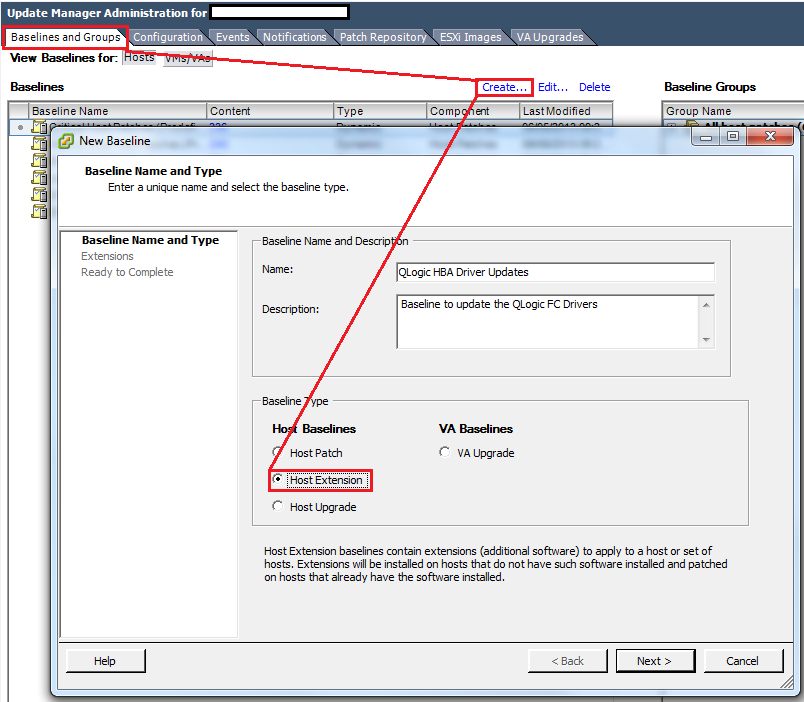 Update Manager Administration for
Baselines and Groups Configuration Events Notifications Patch Repository ESXi Images VA Upgrades
View Baselines for: Hosts VMs/VAs
Baselines Create... Edit... Delete Baseline Groups
Baseline Name Content Type Component Last Modified Group Name
New Baseline
Baseline Name and Type
Enter a unique name and select the baseline type.
Baseline Name and Type
Extensions
Ready to Complete
Baseline Name and Description
Name: QLogic HBA Driver Updates
Description: Baseline to update the QLogic FC Drivers
Baseline Type
Host Baselines VA Baselines
Host Patch VA Upgrade
Host Extension
Host Upgrade
Host Extension baselines contain extensions (additional software) to apply to a host or set of
hosts. Extensions will be installed on hosts that do not have such software installed and patched
on hosts that already have the software installed.
Help < Back Next > Cancel